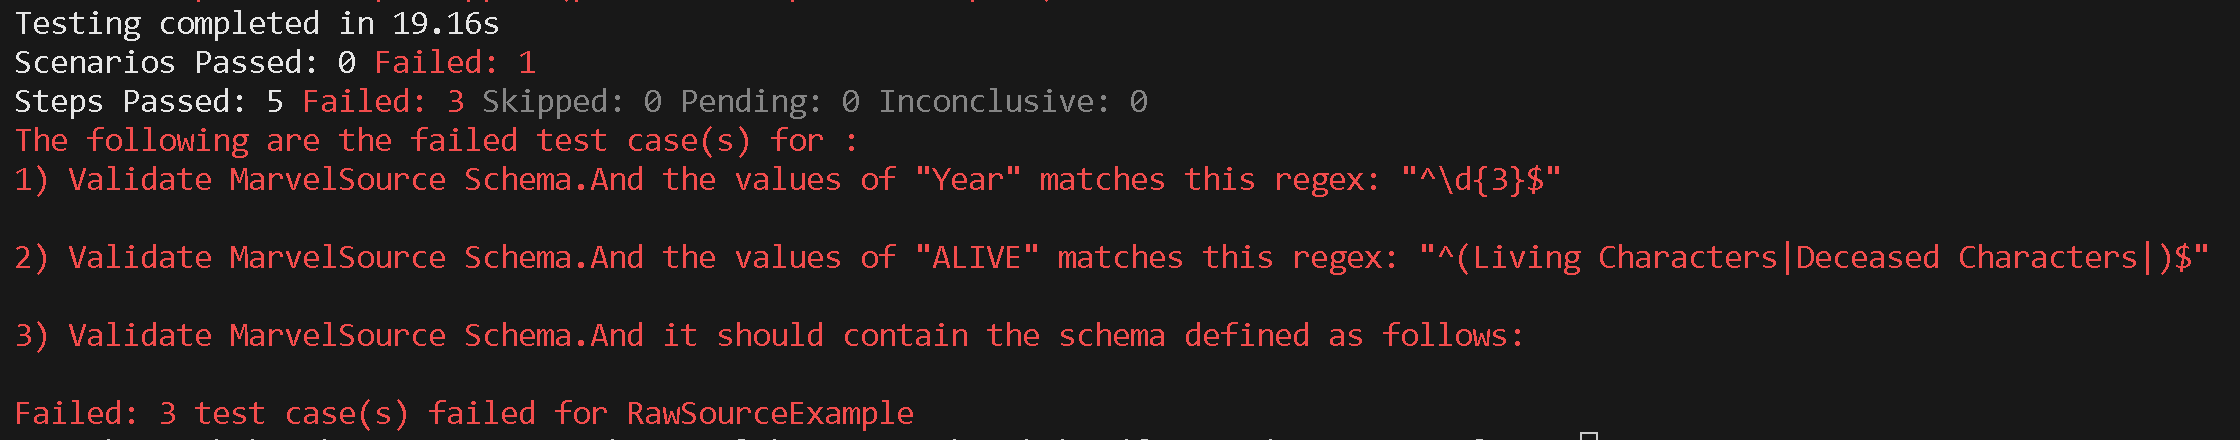 Testing completed in 19.16s
Scenarios Passed: 0 Failed: 1
Steps Passed: 5 Failed: 3 Skipped: 0 Pending: 0 Inconclusive: 0
The following are the failed test case(s) for :
1) Validate MarvelSource Schema.And the values of "Year" matches this regex: "^\d{3}$"
2) Validate MarvelSource Schema.And the values of "ALIVE" matches this regex: "^(Living Characters|Deceased Characters|)$"
3) Validate MarvelSource Schema.And it should contain the schema defined as follows:
Failed: 3 test case(s) failed for RawSourceExample